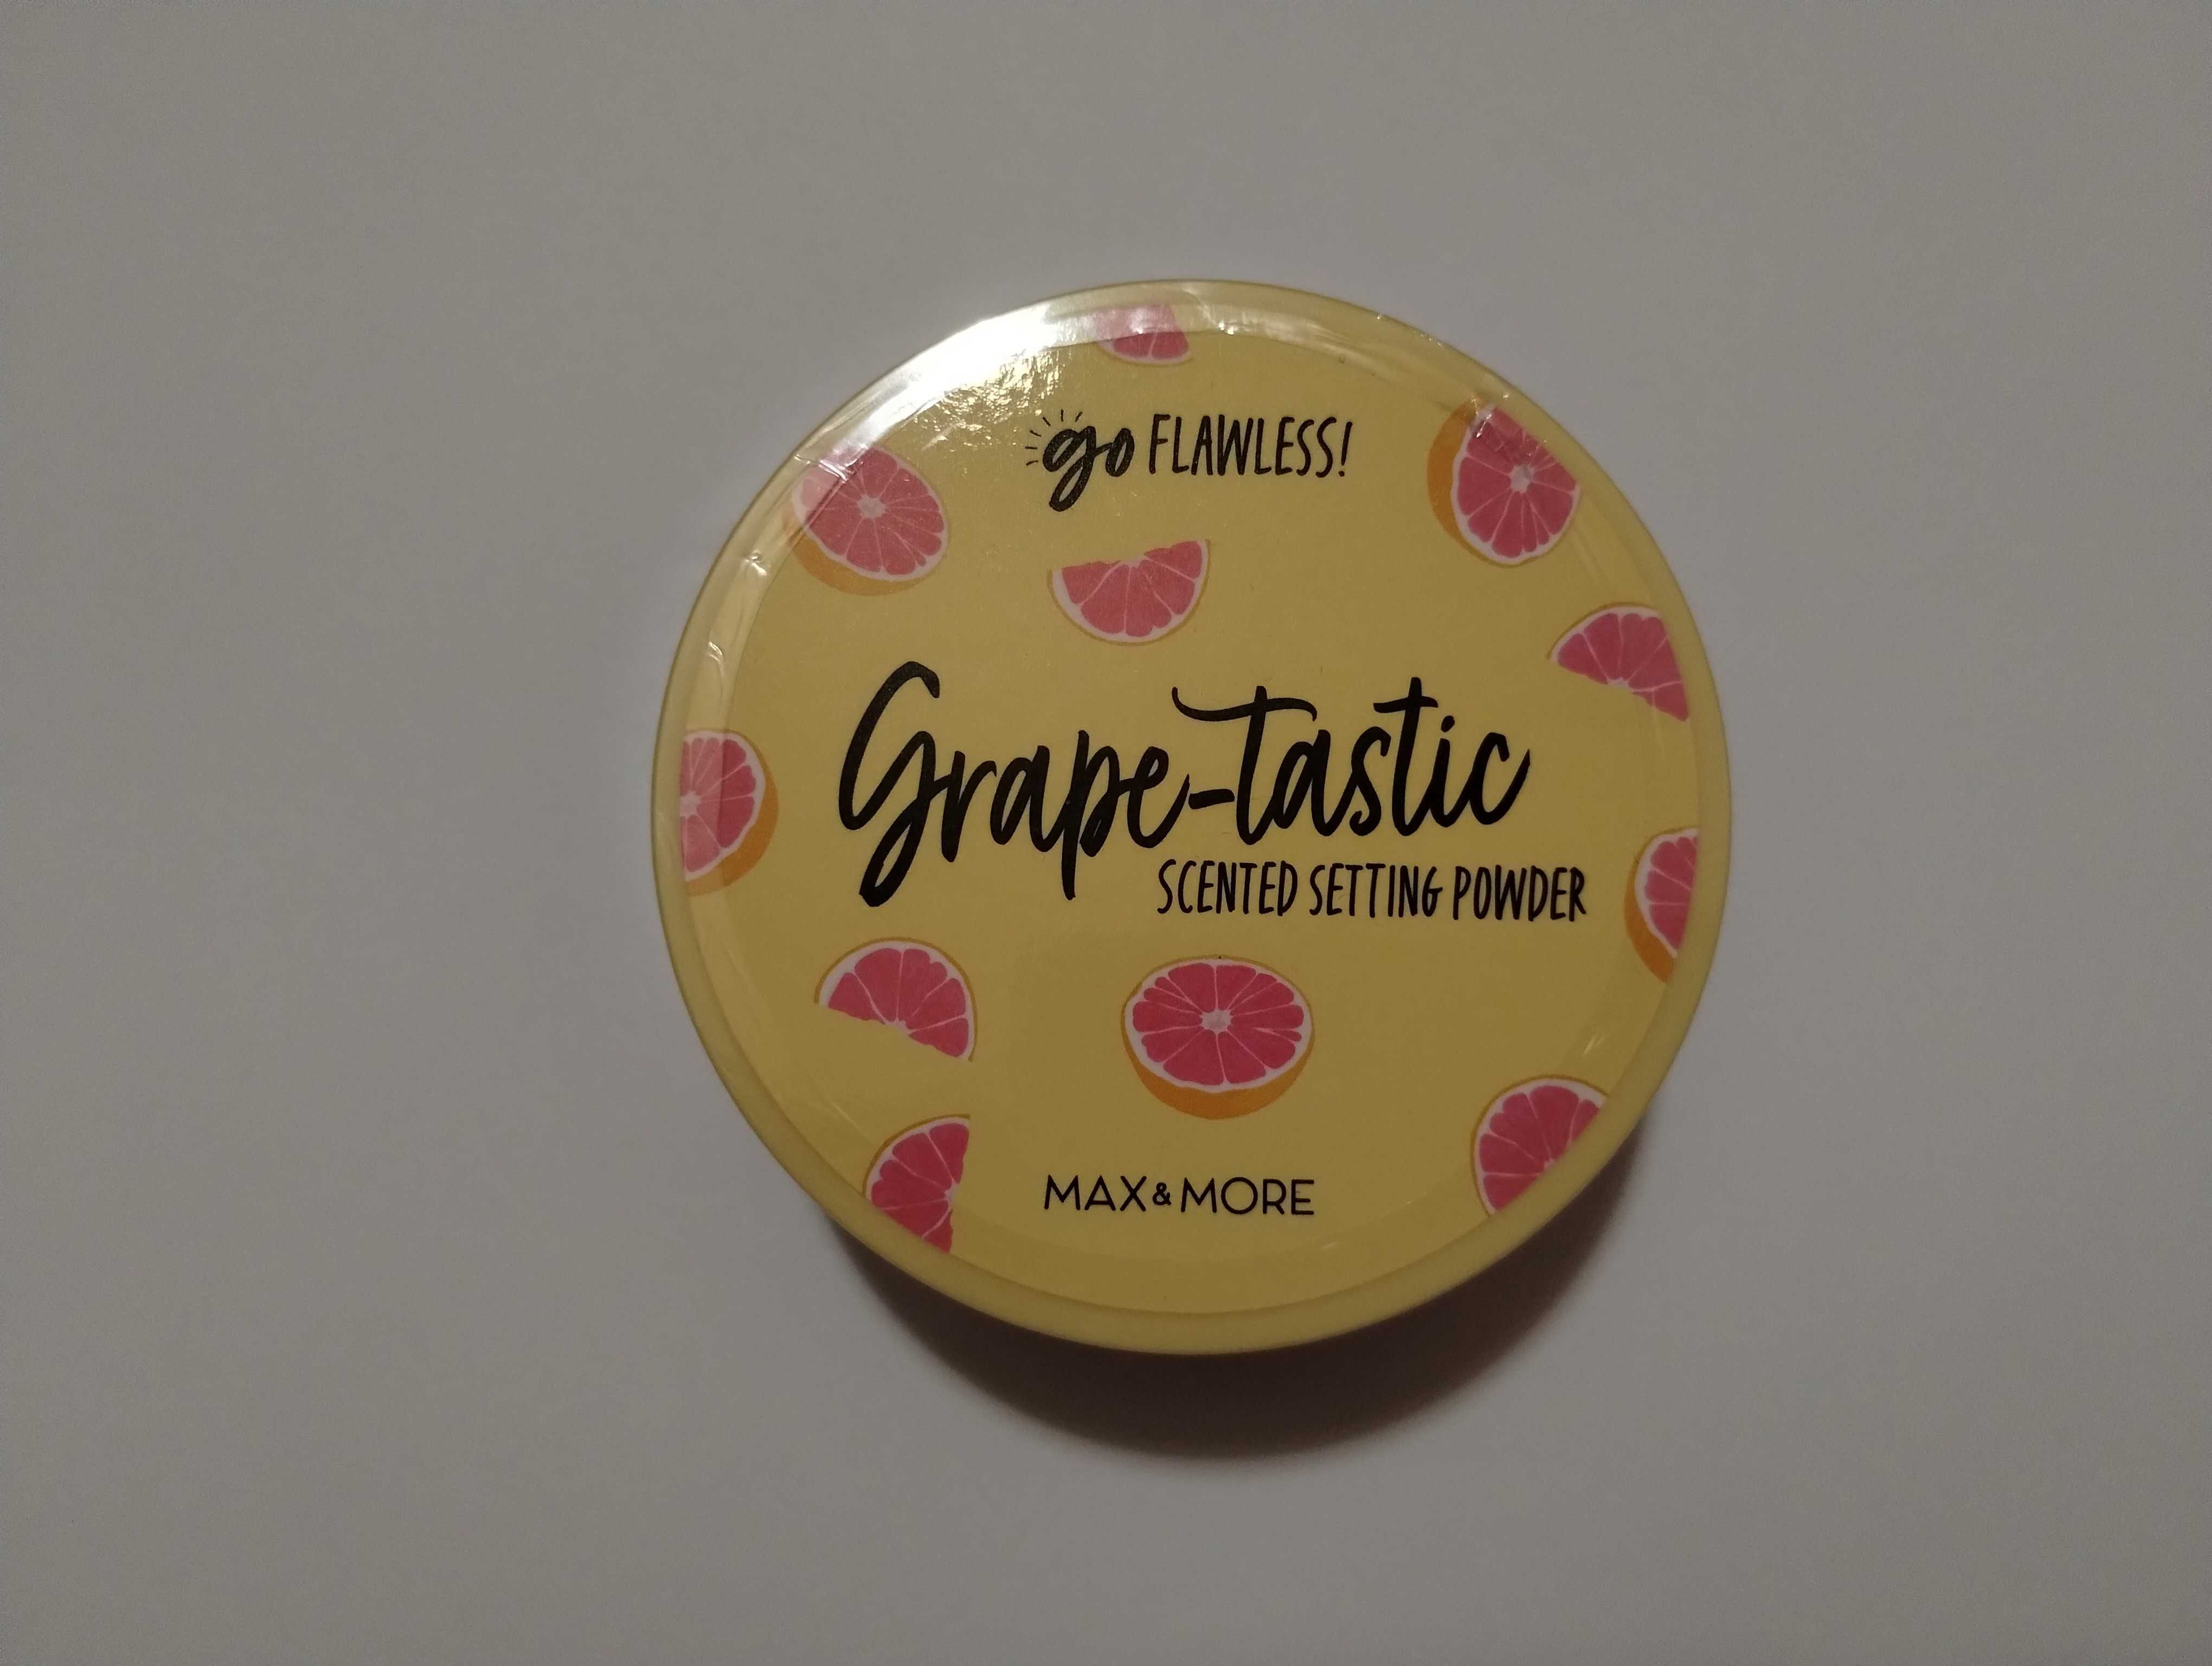 go FLAWLESS!
Grape-tastic
SCENTED SETTING POWDER
MAX & MORE